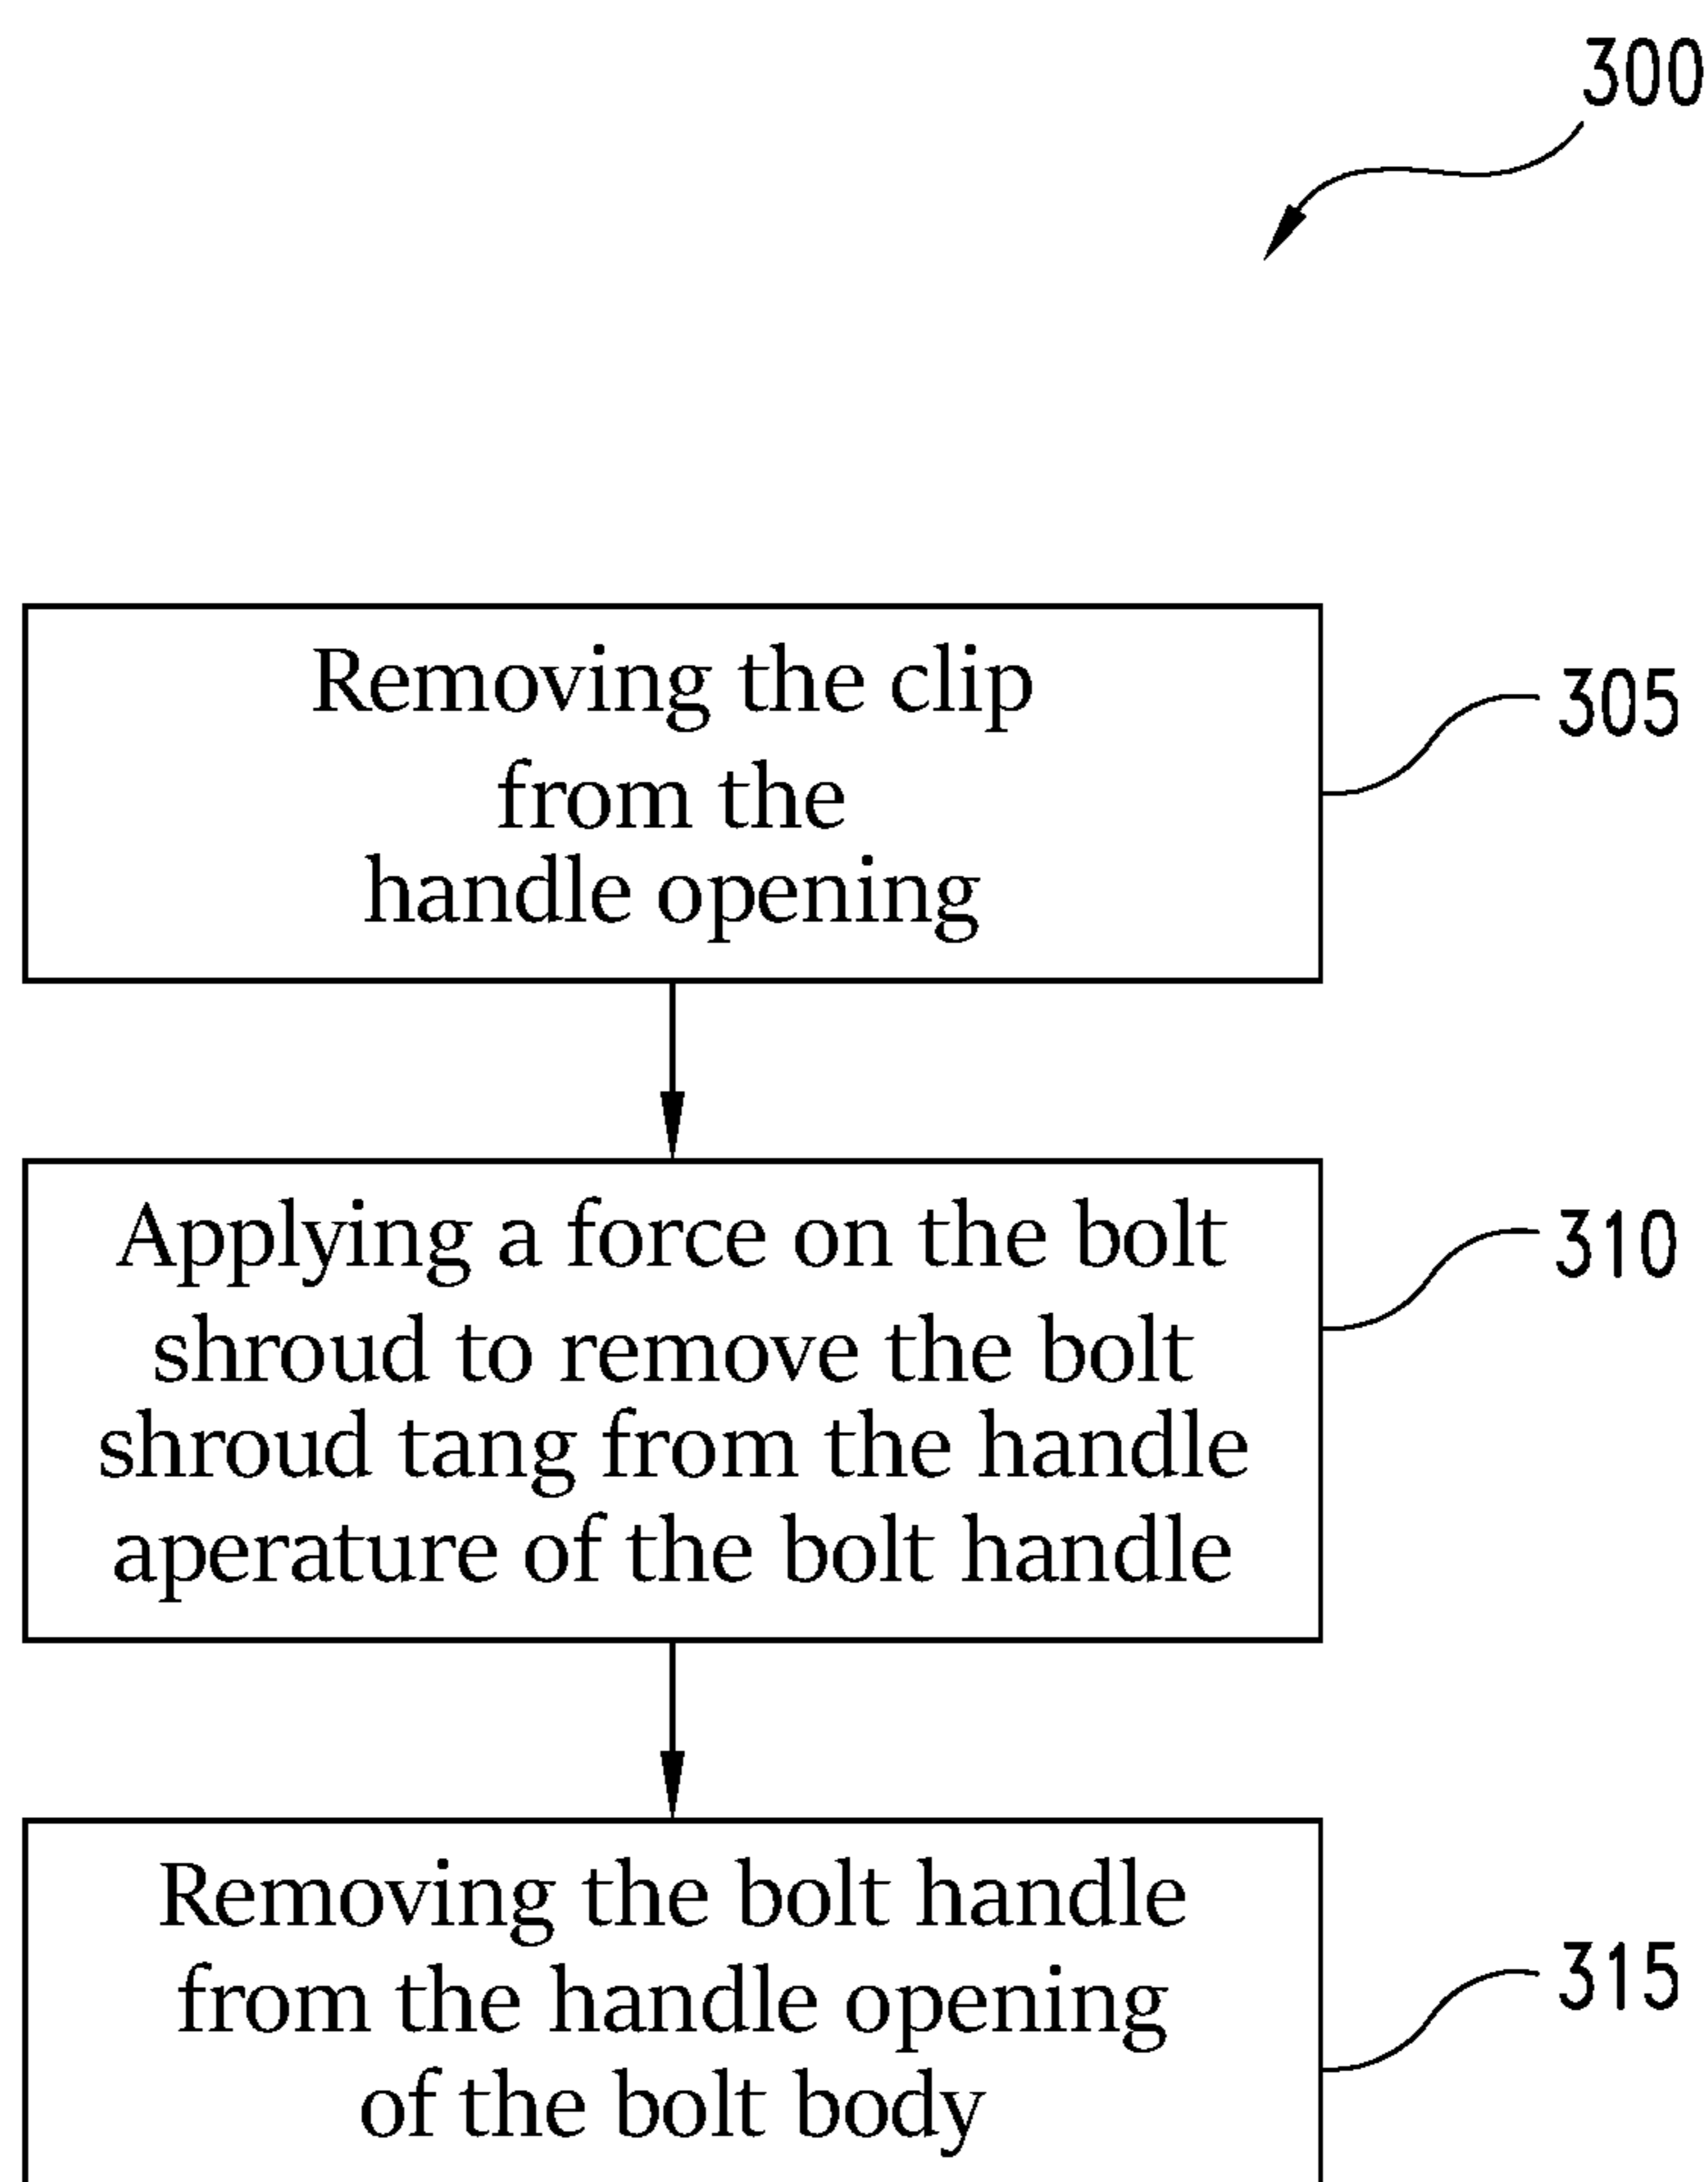 300
Removing the clip
from the
handle opening
305
Applying a force on the bolt
shroud to remove the bolt
shroud tang from the handle
aperature of the bolt handle
310
Removing the bolt handle
from the handle opening
of the bolt body
315